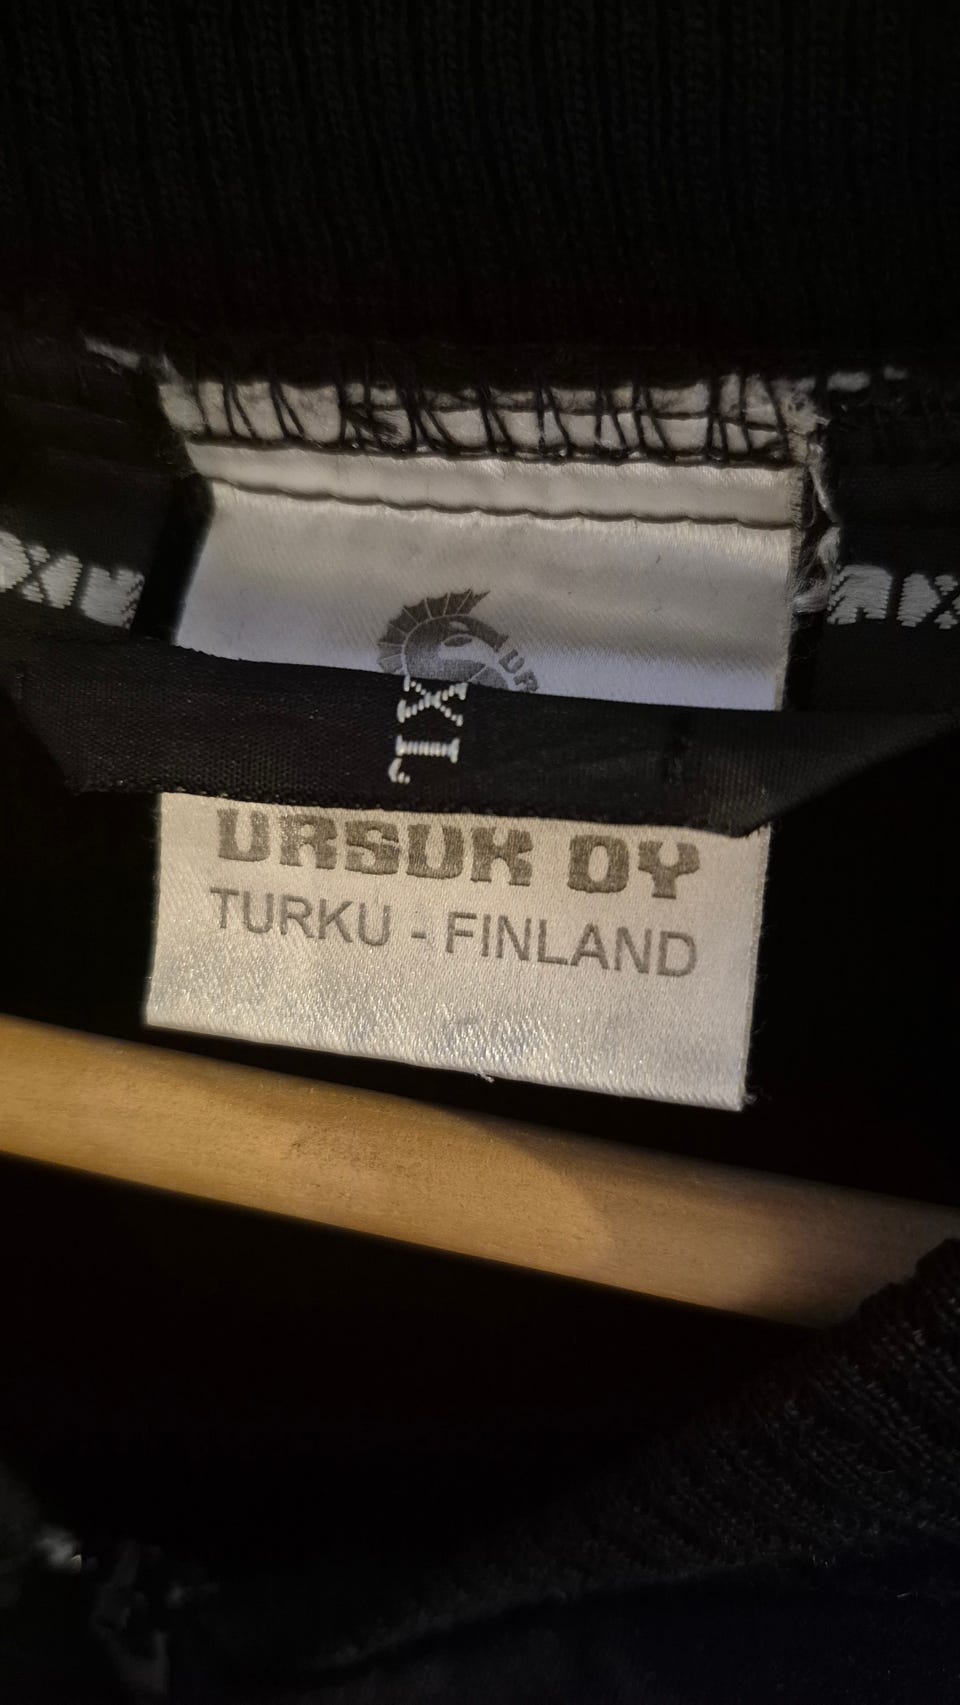 XL
URSUK OY
TURKU - FINLAND